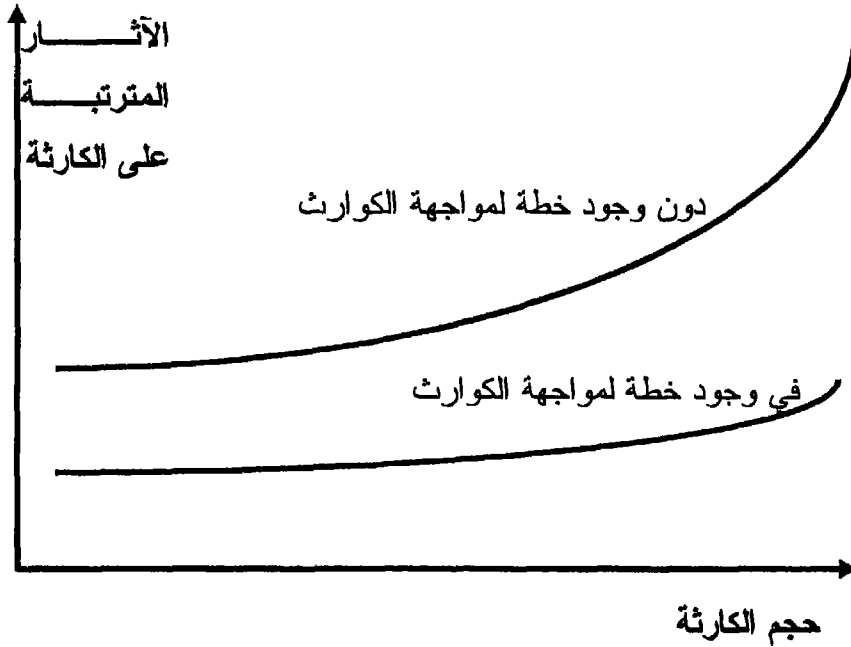 الآثار
المترتبة
على الكارثة
دون وجود خطة لمواجهة الكوارث
في وجود خطة لمواجهة الكوارث
حجم الكارثة